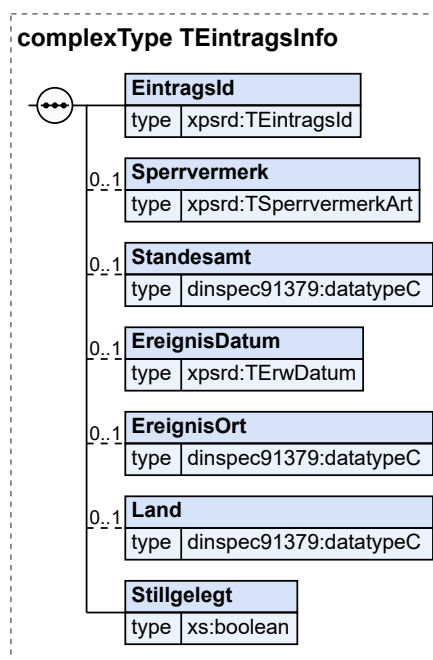 complexType TEintragsInfo
EintragsId
type xpsrd:TEintragsId
0..1
Sperrvermerk
type xpsrd:TSperrvermerkArt
0..1
Standesamt
type dinspec91379:datatypeC
0..1
EreignisDatum
type xpsrd:TErwDatum
0..1
EreignisOrt
type dinspec91379:datatypeC
0..1
Land
type dinspec91379:datatypeC
Stillgelegt
type xs:boolean